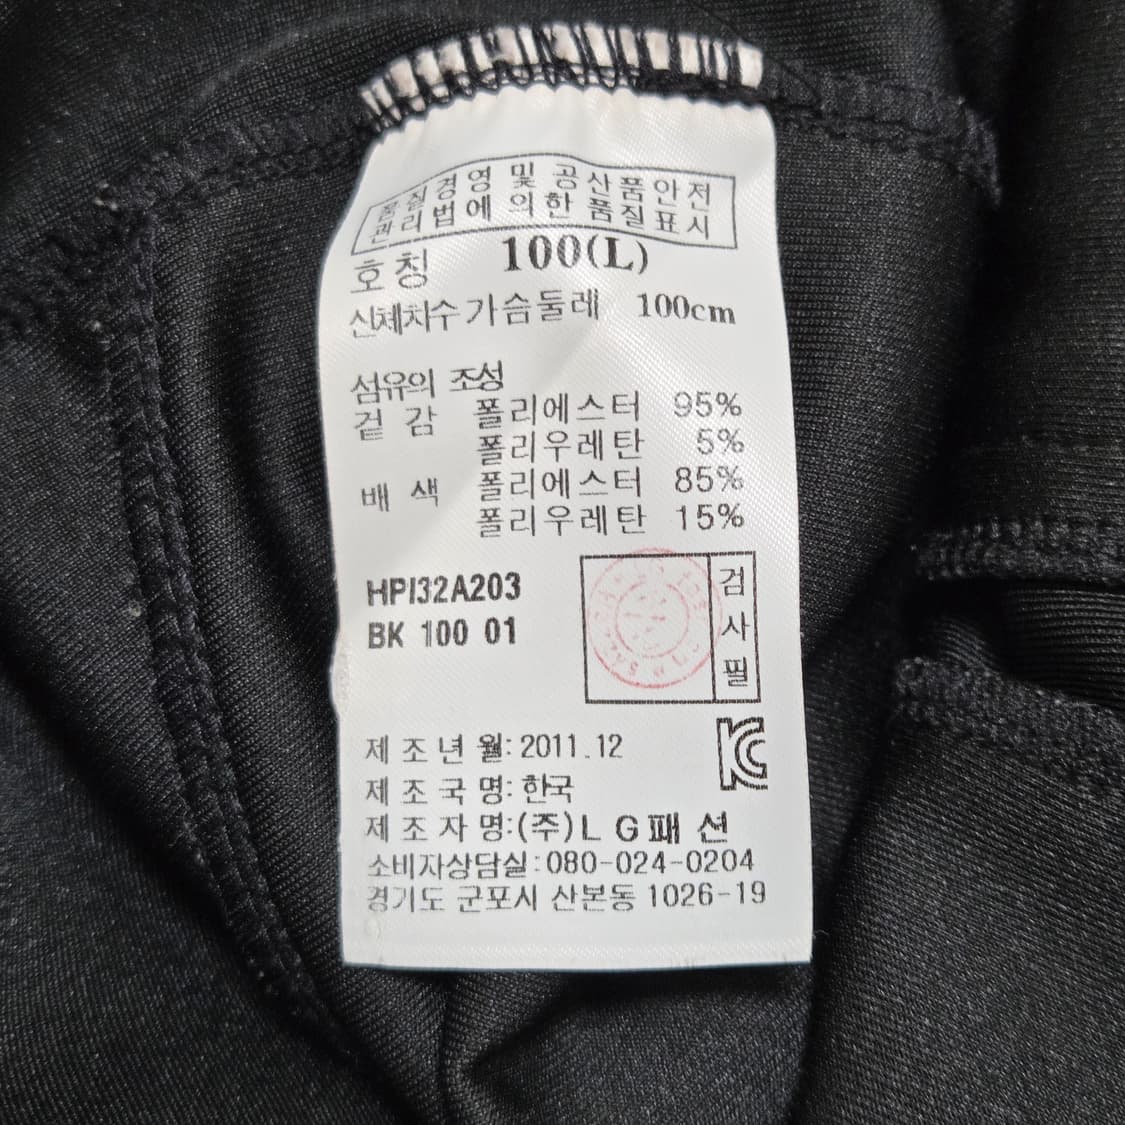 품질경영 및 공산품안전
관리법에 의한 품질표시
호칭 100(L)
신체치수 가슴둘레 100cm
섬유의 조성
겉 감 폴리에스터 95%
폴리우레탄 5%
배 색 폴리에스터 85%
폴리우레탄 15%
HPI32A203
BK 100 01
검사필
제 조 년 월: 2011.12
제 조 국 명: 한국
제 조 자 명:(주)L G패 션
소비자상담실:080-024-0204
경기도 군포시 산본동 1026-19